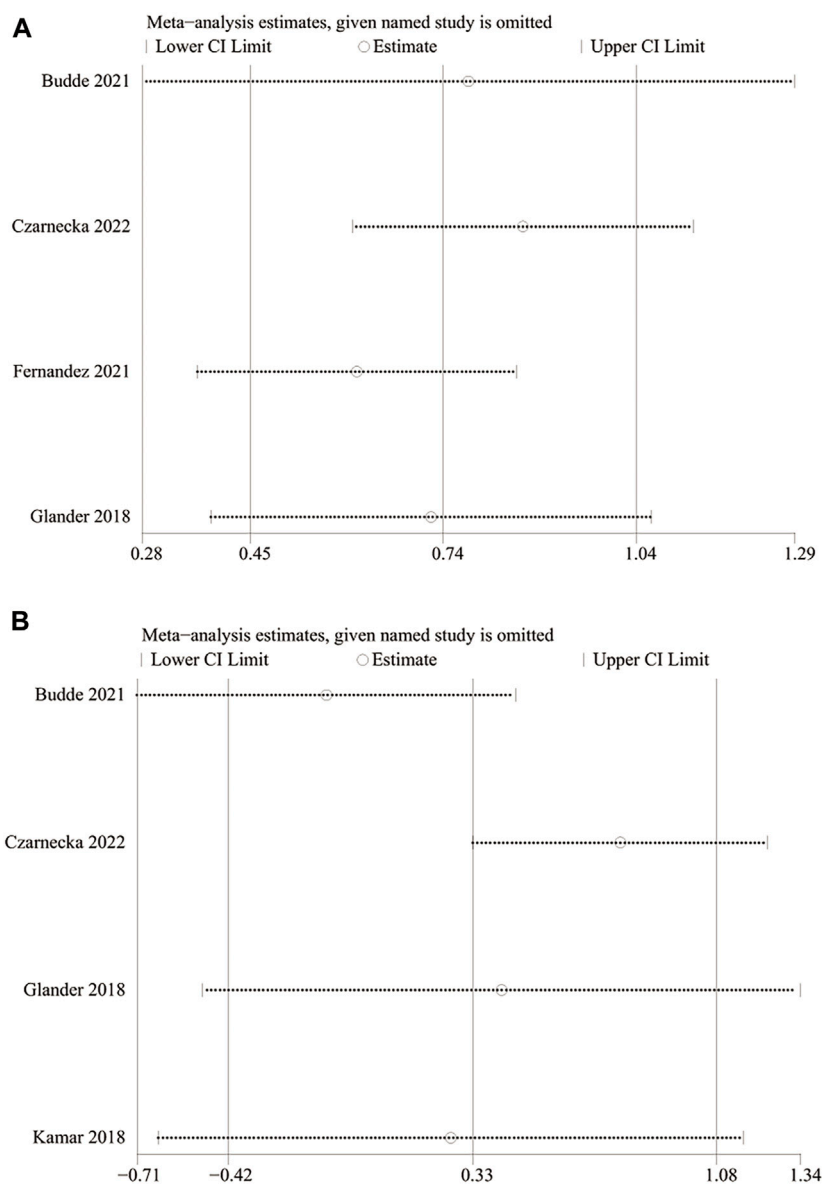 A
Meta−analysis estimates, given named study is omitted
| Lower CI Limit ○ Estimate | Upper CI Limit
Budde 2021
Czarnecka 2022
Fernandez 2021
Glander 2018
0.28 0.45 0.74 1.04 1.29
B
Meta−analysis estimates, given named study is omitted
| Lower CI Limit ○ Estimate | Upper CI Limit
Budde 2021
Czarnecka 2022
Glander 2018
Kamar 2018
−0.71 −0.42 0.33 1.08 1.34